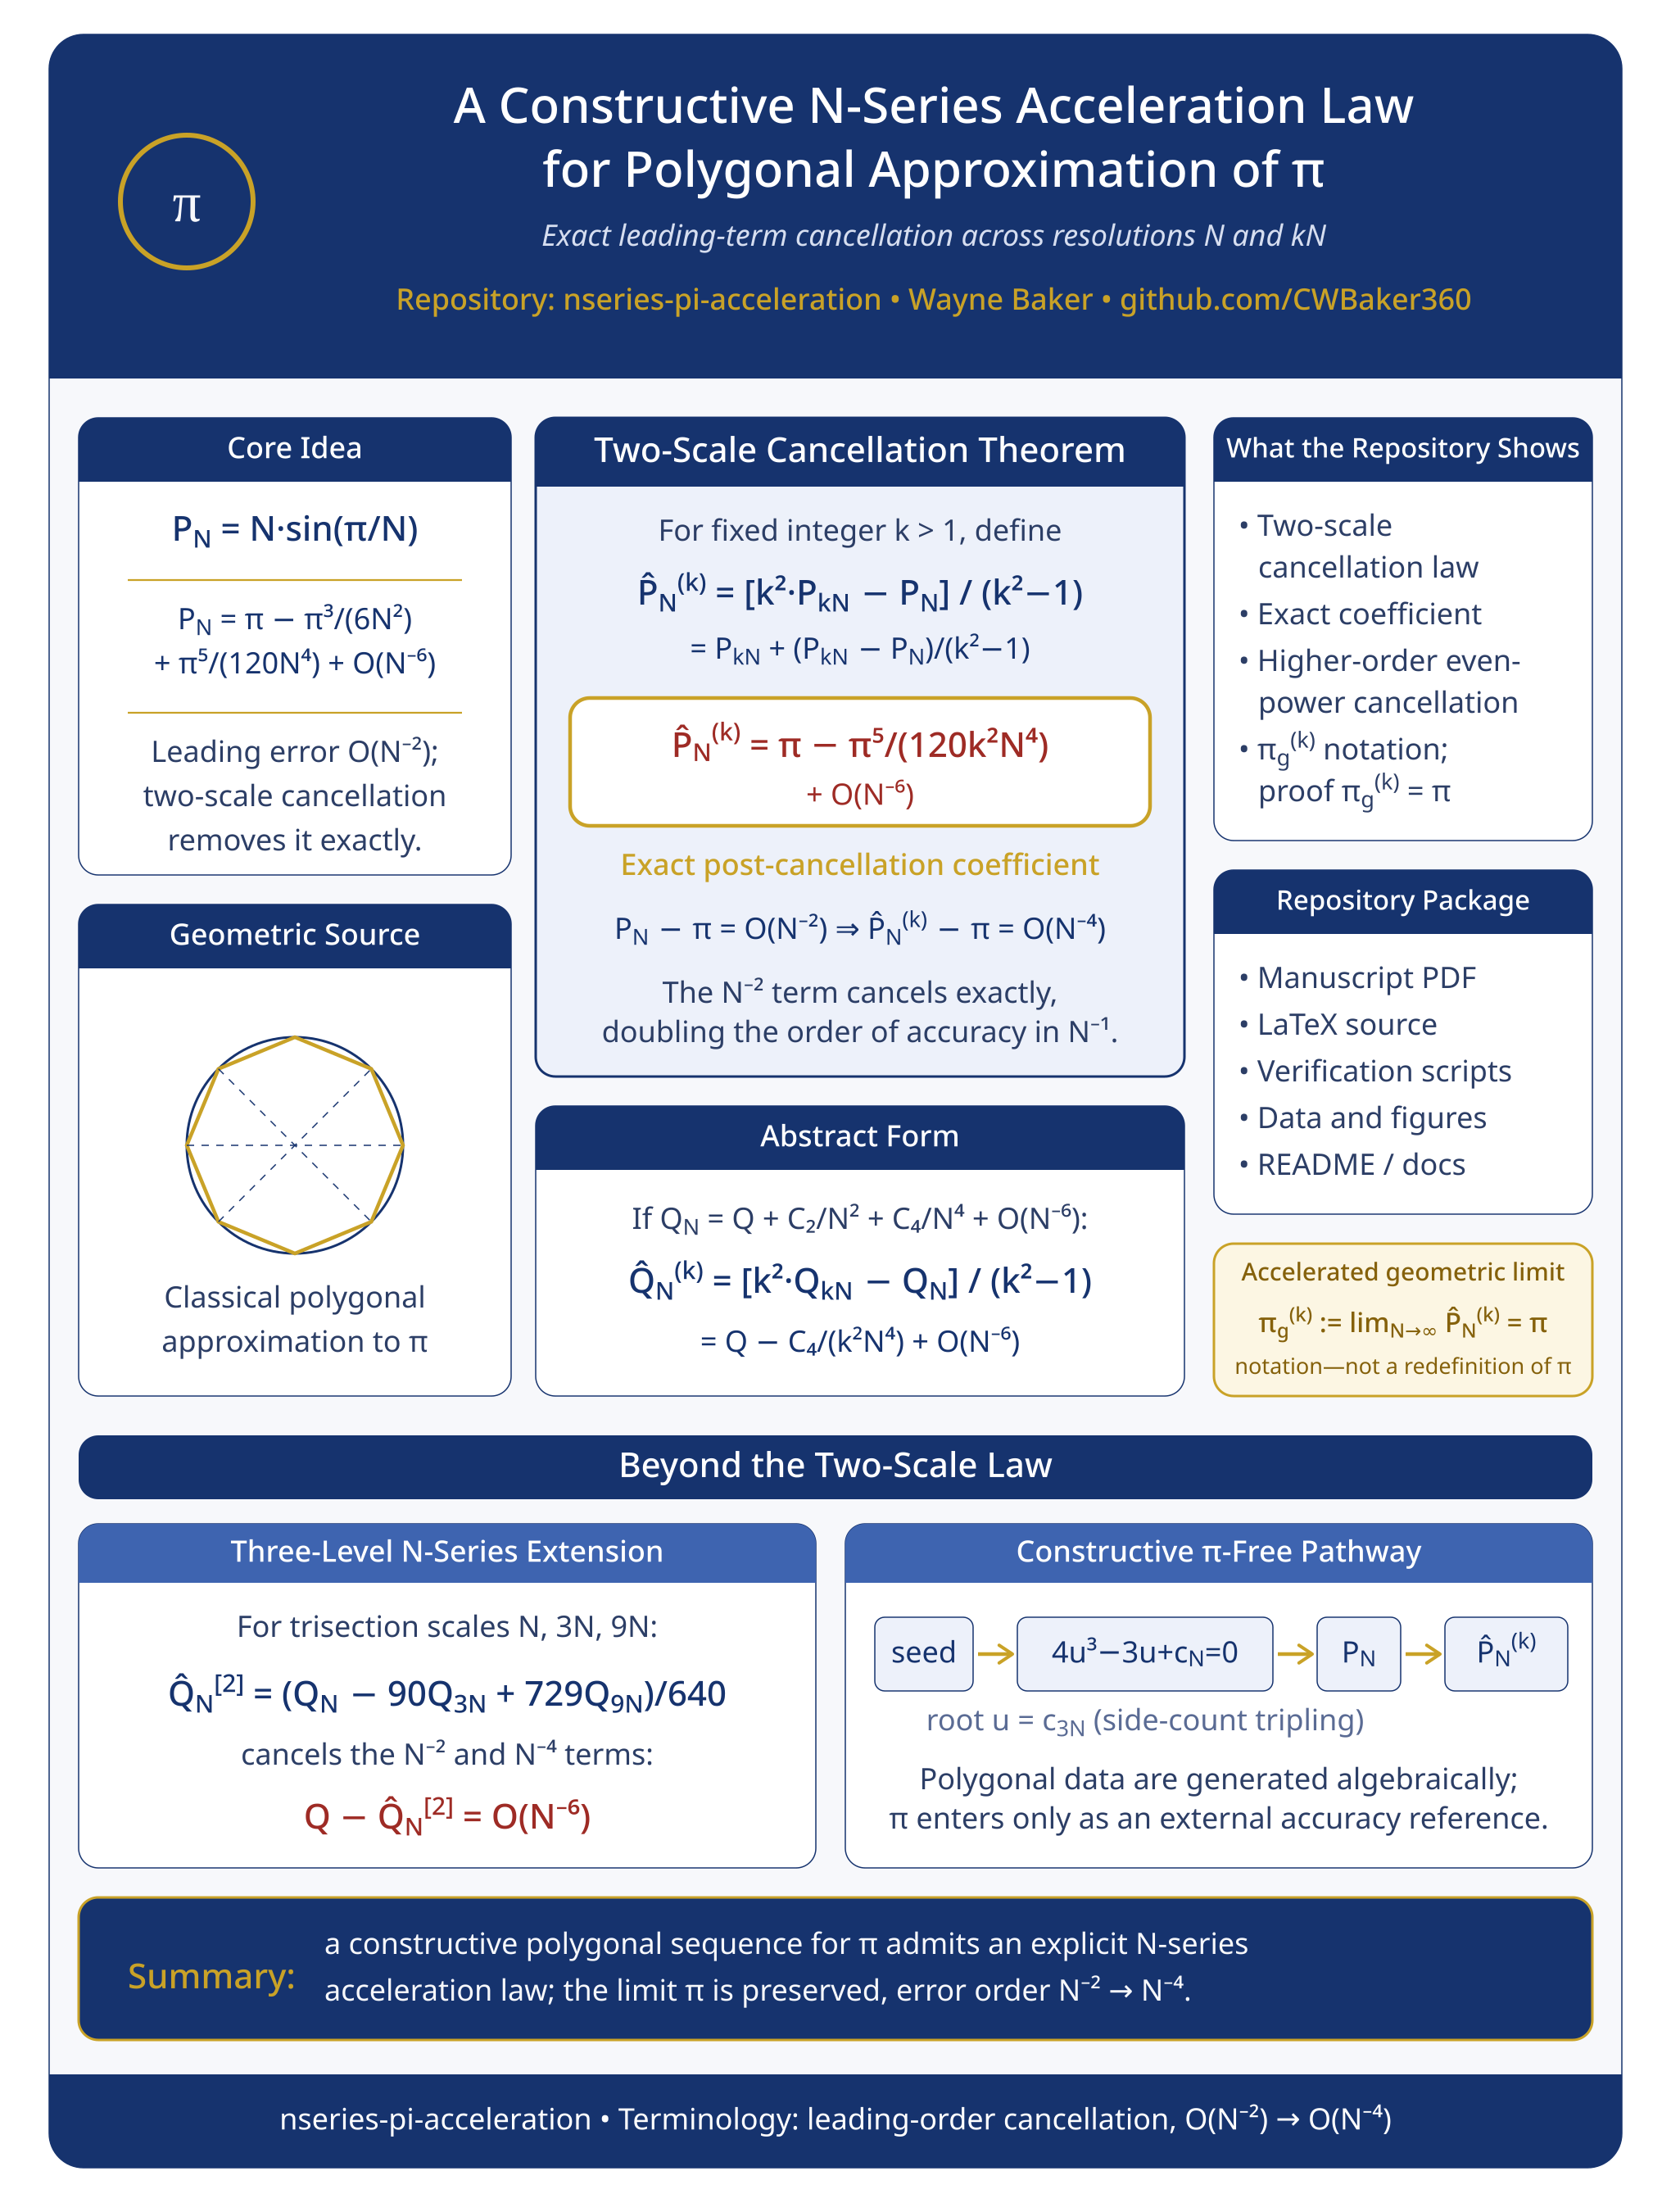 π
A Constructive N-Series Acceleration Law
for Polygonal Approximation of π
Exact leading-term cancellation across resolutions N and kN
Repository: nseries-pi-acceleration • Wayne Baker • github.com/CWBaker360
Core Idea
P_N = N·sin(π/N)
P_N = π − π³/(6N²)
+ π⁵/(120N⁴) + O(N⁻⁶)
Leading error O(N⁻²);
two-scale cancellation
removes it exactly.
Geometric Source
Classical polygonal
approximation to π
Two-Scale Cancellation Theorem
For fixed integer k > 1, define
P̂_N^(k) = [k²·P_kN − P_N] / (k²−1)
= P_kN + (P_kN − P_N)/(k²−1)
P̂_N^(k) = π − π⁵/(120k²N⁴)
+ O(N⁻⁶)
Exact post-cancellation coefficient
P_N − π = O(N⁻²) ⇒ P̂_N^(k) − π = O(N⁻⁴)
The N⁻² term cancels exactly,
doubling the order of accuracy in N⁻¹.
Abstract Form
If Q_N = Q + C₂/N² + C₄/N⁴ + O(N⁻⁶):
Q̂_N^(k) = [k²·Q_kN − Q_N] / (k²−1)
= Q − C₄/(k²N⁴) + O(N⁻⁶)
What the Repository Shows
• Two-scale
cancellation law
• Exact coefficient
• Higher-order even-
power cancellation
• π_g^(k) notation;
proof π_g^(k) = π
Repository Package
• Manuscript PDF
• LaTeX source
• Verification scripts
• Data and figures
• README / docs
Accelerated geometric limit
π_g^(k) := lim_N→∞ P̂_N^(k) = π
notation—not a redefinition of π
Beyond the Two-Scale Law
Three-Level N-Series Extension
For trisection scales N, 3N, 9N:
Q̂_N^[2] = (Q_N − 90Q_3N + 729Q_9N)/640
cancels the N⁻² and N⁻⁴ terms:
Q − Q̂_N^[2] = O(N⁻⁶)
Constructive π-Free Pathway
seed → 4u³−3u+c_N=0 → P_N → P̂_N^(k)
root u = c_3N (side-count tripling)
Polygonal data are generated algebraically;
π enters only as an external accuracy reference.
Summary:
a constructive polygonal sequence for π admits an explicit N-series
acceleration law; the limit π is preserved, error order N⁻² → N⁻⁴.
nseries-pi-acceleration • Terminology: leading-order cancellation, O(N⁻²) → O(N⁻⁴)